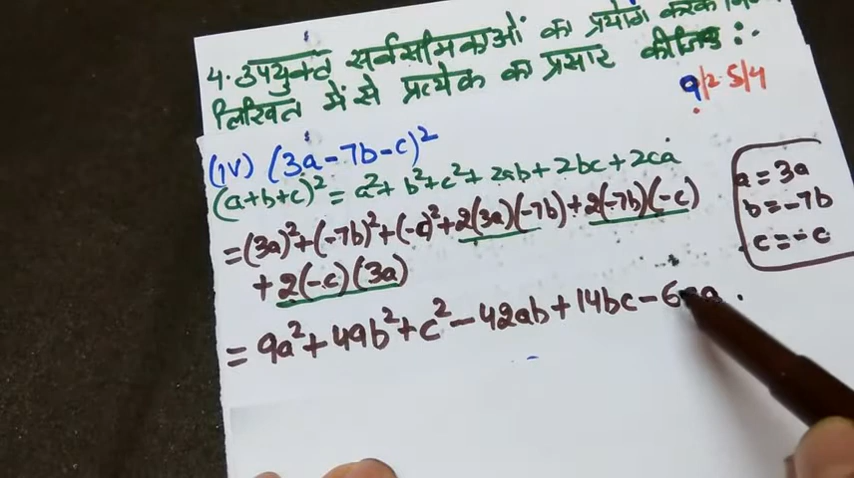 4. उपयुक्त सर्वसमिकाओं का प्रयोग करके
लिखित में से प्रत्येक का प्रसार कीजिए :-
9/2 5/4
(iv) (3a-7b-c)²
(a+b+c)² = a²+b²+c²+2ab+2bc+2ca
=(3a)²+(-7b)²+(-c)²+2(3a)(-7b)+2(-7b)(-c)
+2(-c)(3a)
= 9a²+49b²+c²-42ab+14bc-6ca.
a=3a
b=-7b
c=-c